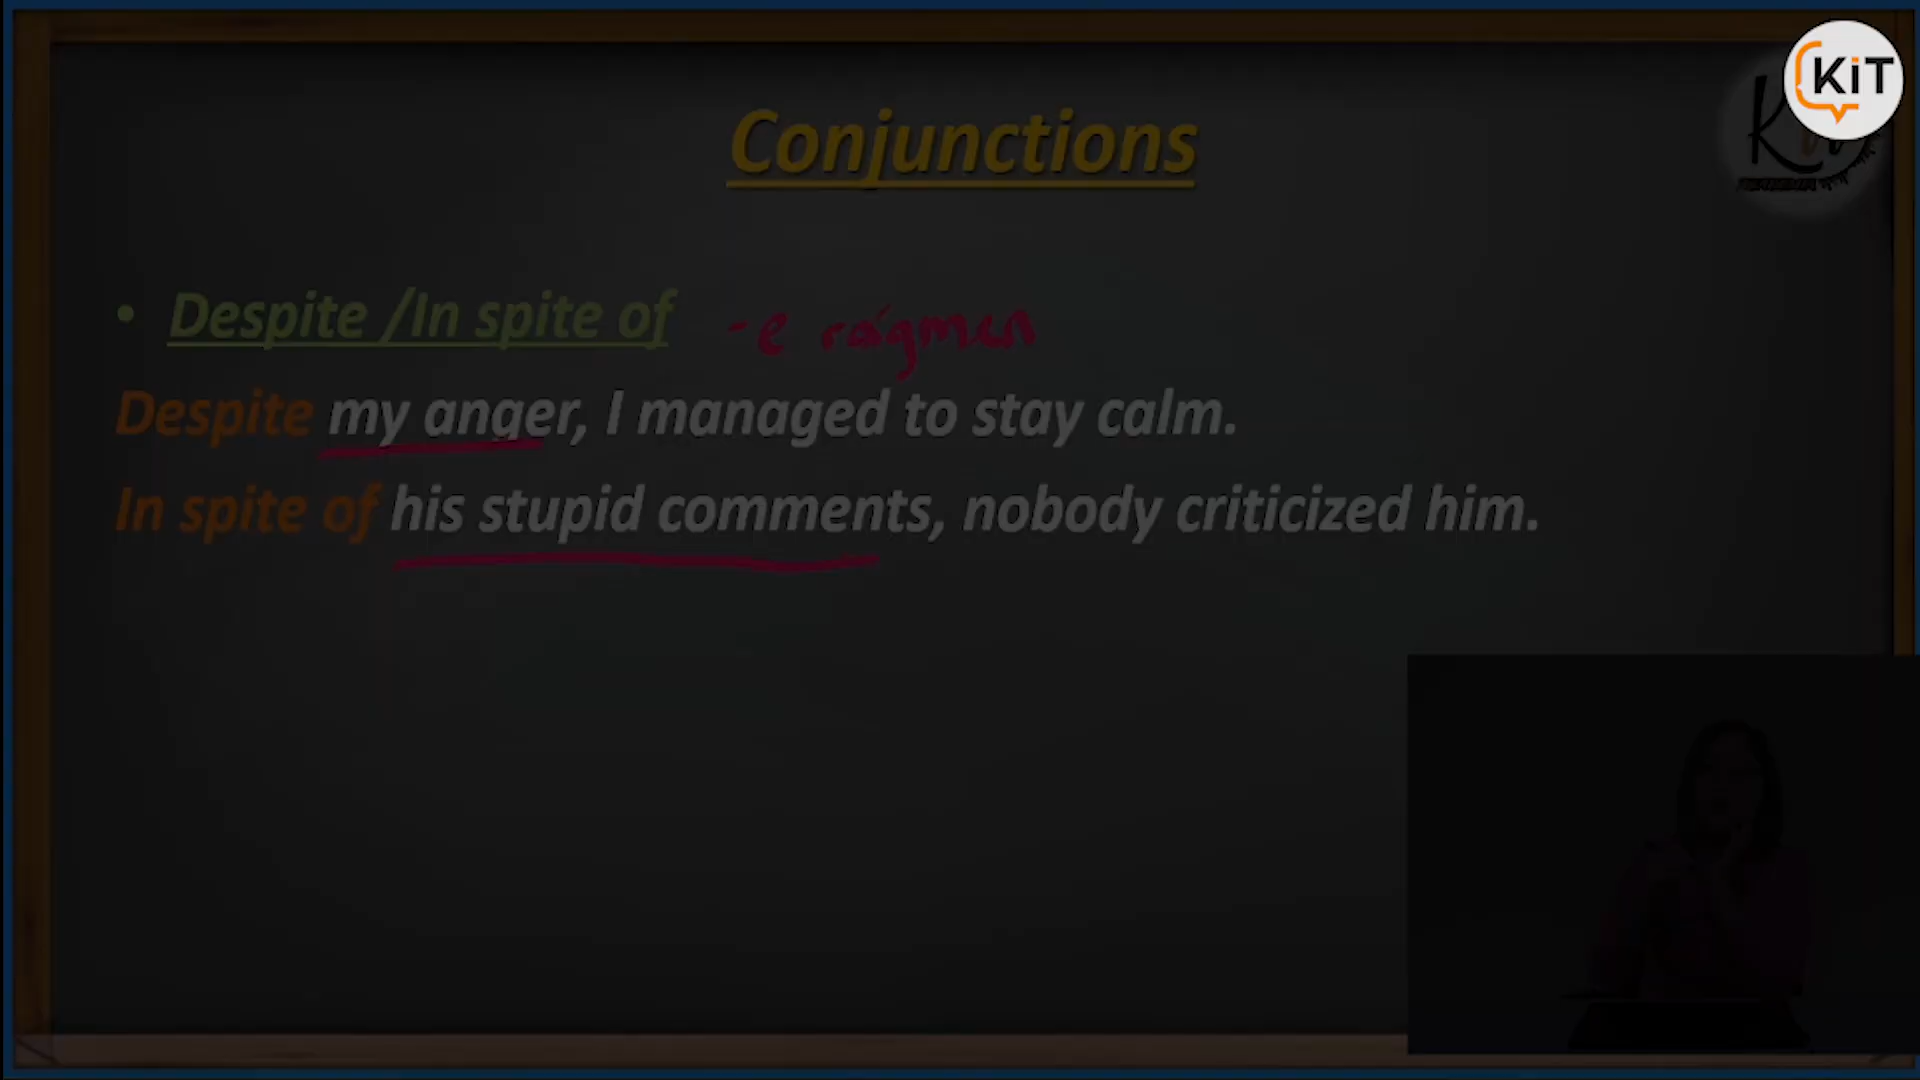 KiT
Conjunctions
• Despite /In spite of -e rágmen
Despite my anger, I managed to stay calm.
In spite of his stupid comments, nobody criticized him.